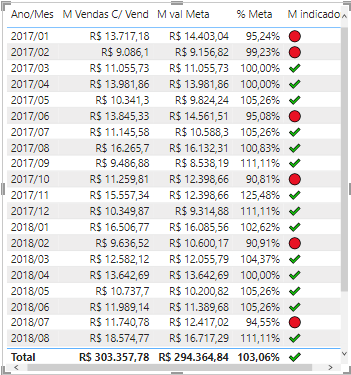 Ano/Mes M Vendas C/ Vend M val Meta % Meta M indicado
2017/01 R$ 13.717,18 R$ 14.403,04 95,24%
2017/02 R$ 9.086,1 R$ 9.156,82 99,23%
2017/03 R$ 11.055,73 R$ 11.055,73 100,00%
2017/04 R$ 13.981,86 R$ 13.981,86 100,00%
2017/05 R$ 10.341,3 R$ 9.824,24 105,26%
2017/06 R$ 13.845,33 R$ 14.561,51 95,08%
2017/07 R$ 11.145,58 R$ 10.588,3 105,26%
2017/08 R$ 16.265,7 R$ 16.132,31 100,83%
2017/09 R$ 9.486,88 R$ 8.538,19 111,11%
2017/10 R$ 11.259,81 R$ 12.398,66 90,81%
2017/11 R$ 15.557,34 R$ 12.398,66 125,48%
2017/12 R$ 10.349,87 R$ 9.314,88 111,11%
2018/01 R$ 16.506,77 R$ 16.085,56 102,62%
2018/02 R$ 9.636,52 R$ 10.600,17 90,91%
2018/03 R$ 12.582,12 R$ 12.055,79 104,37%
2018/04 R$ 13.642,69 R$ 13.642,69 100,00%
2018/05 R$ 10.737,7 R$ 10.200,82 105,26%
2018/06 R$ 11.989,14 R$ 11.389,68 105,26%
2018/07 R$ 11.740,78 R$ 12.417,02 94,55%
2018/08 R$ 18.574,77 R$ 16.717,29 111,11%
Total R$ 303.357,78 R$ 294.364,84 103,06%